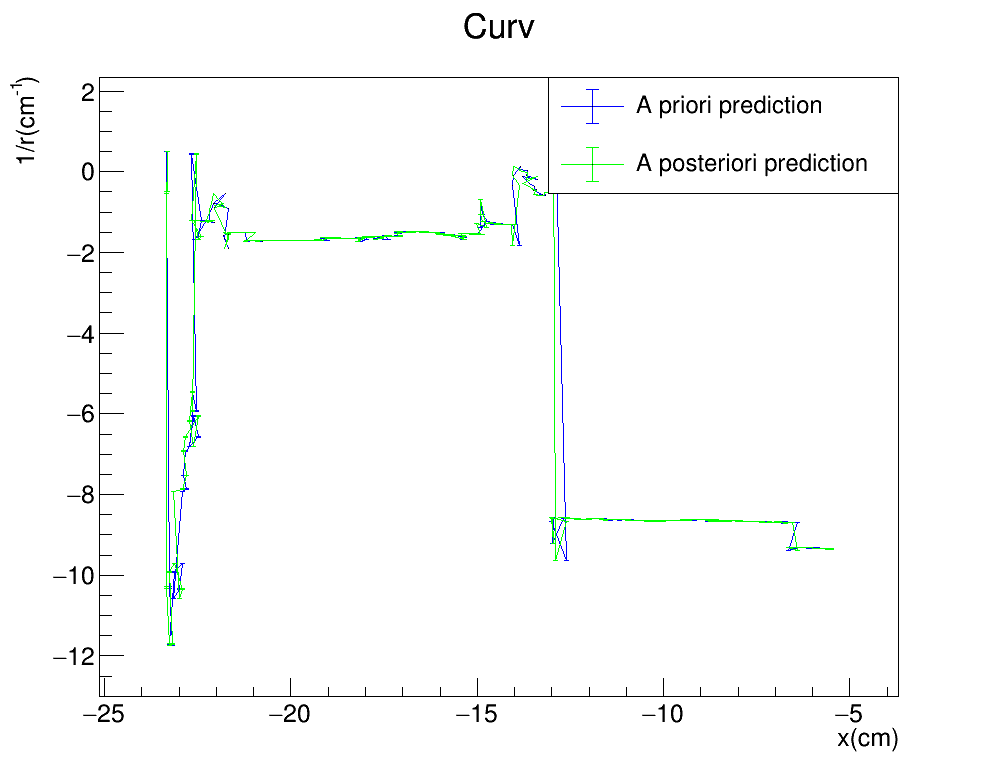 Curv
1/r(cm⁻¹)
A priori prediction
A posteriori prediction
2
0
−2
−4
−6
−8
−10
−12
−25 −20 −15 −10 −5
x(cm)